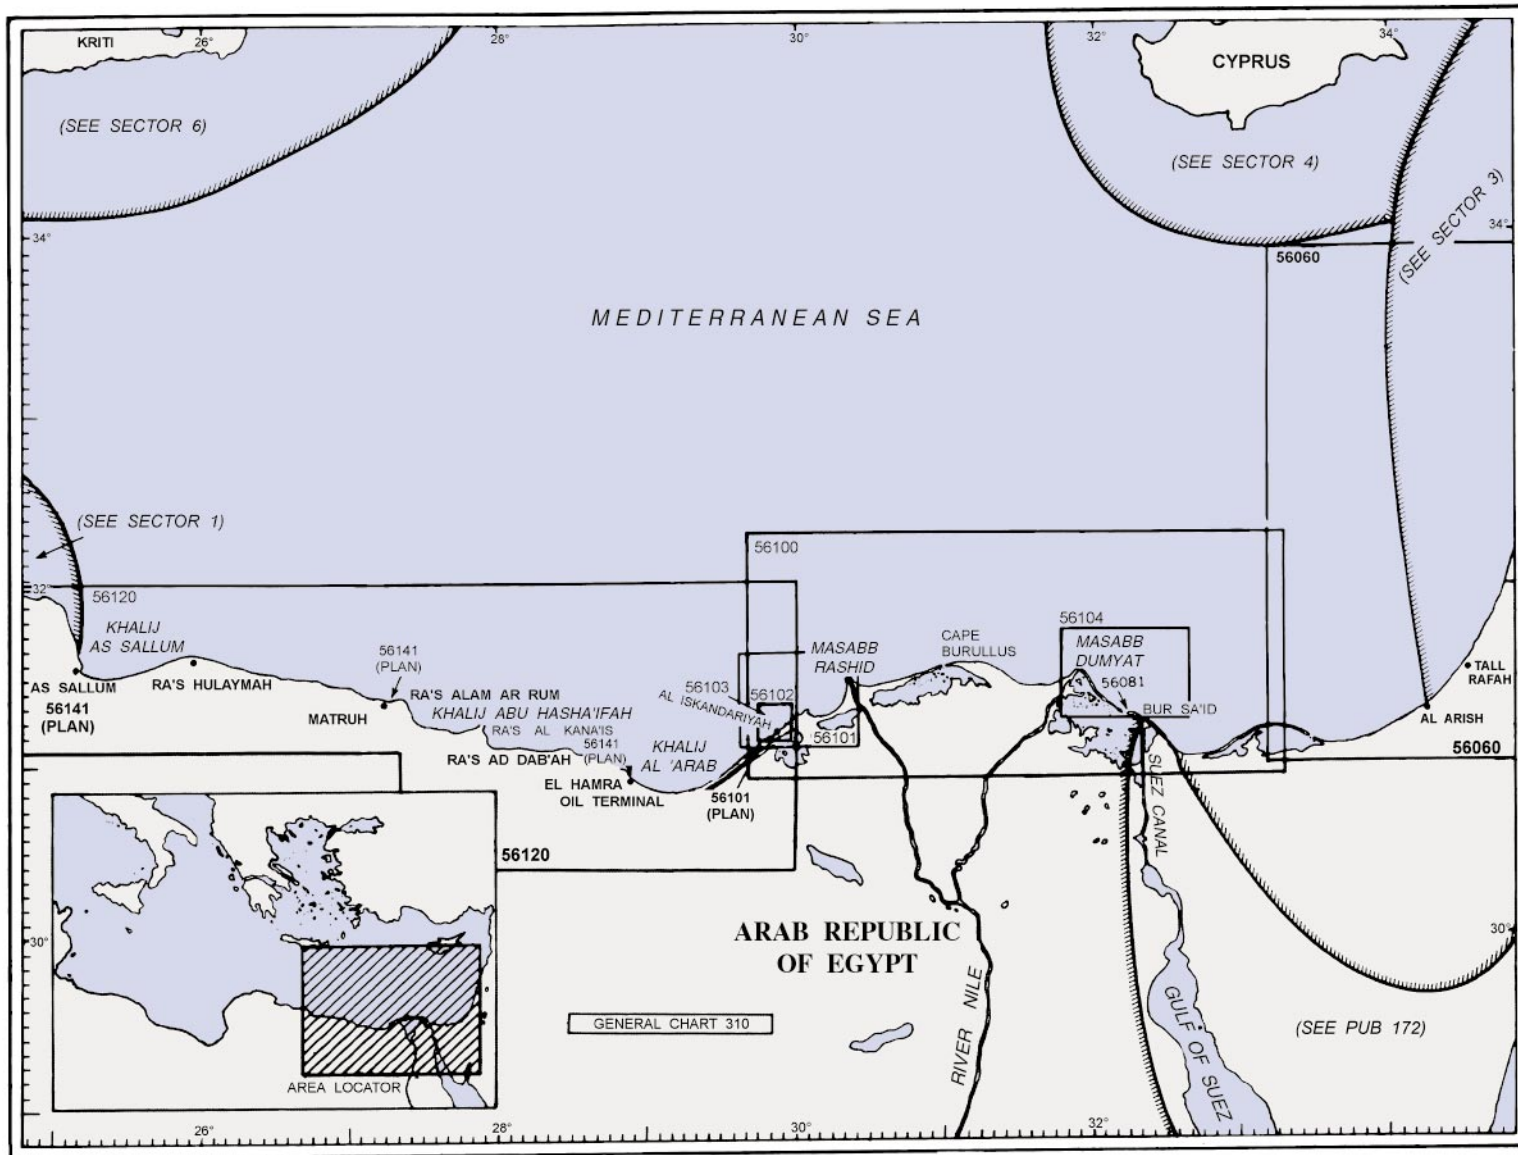 26°
28°
30°
32°
34°
KRITI
CYPRUS
(SEE SECTOR 6)
(SEE SECTOR 4)
(SEE SECTOR 3)
34°
34°
56060
MEDITERRANEAN SEA
(SEE SECTOR 1)
32°
56120
56100
KHALIJ
AS SALLUM
AS SALLUM
56141
(PLAN)
RA'S HULAYMAH
56141
(PLAN)
MATRUH
RA'S ALAM AR RUM
KHALIJ ABU HASHA'IFAH
RA'S AL KANA'IS
56141
(PLAN)
RA'S AD DAB'AH
EL HAMRA
OIL TERMINAL
KHALIJ
AL 'ARAB
56103
56102
AL ISKANDARIYAH
56101
56101
(PLAN)
MASABB
RASHID
CAPE
BURULLUS
56104
MASABB
DUMYAT
56081
BUR SA'ID
TALL
RAFAH
AL ARISH
56060
SUEZ CANAL
56120
ARAB REPUBLIC
OF EGYPT
30°
30°
RIVER NILE
GULF OF SUEZ
(SEE PUB 172)
GENERAL CHART 310
AREA LOCATOR
26°
28°
30°
32°